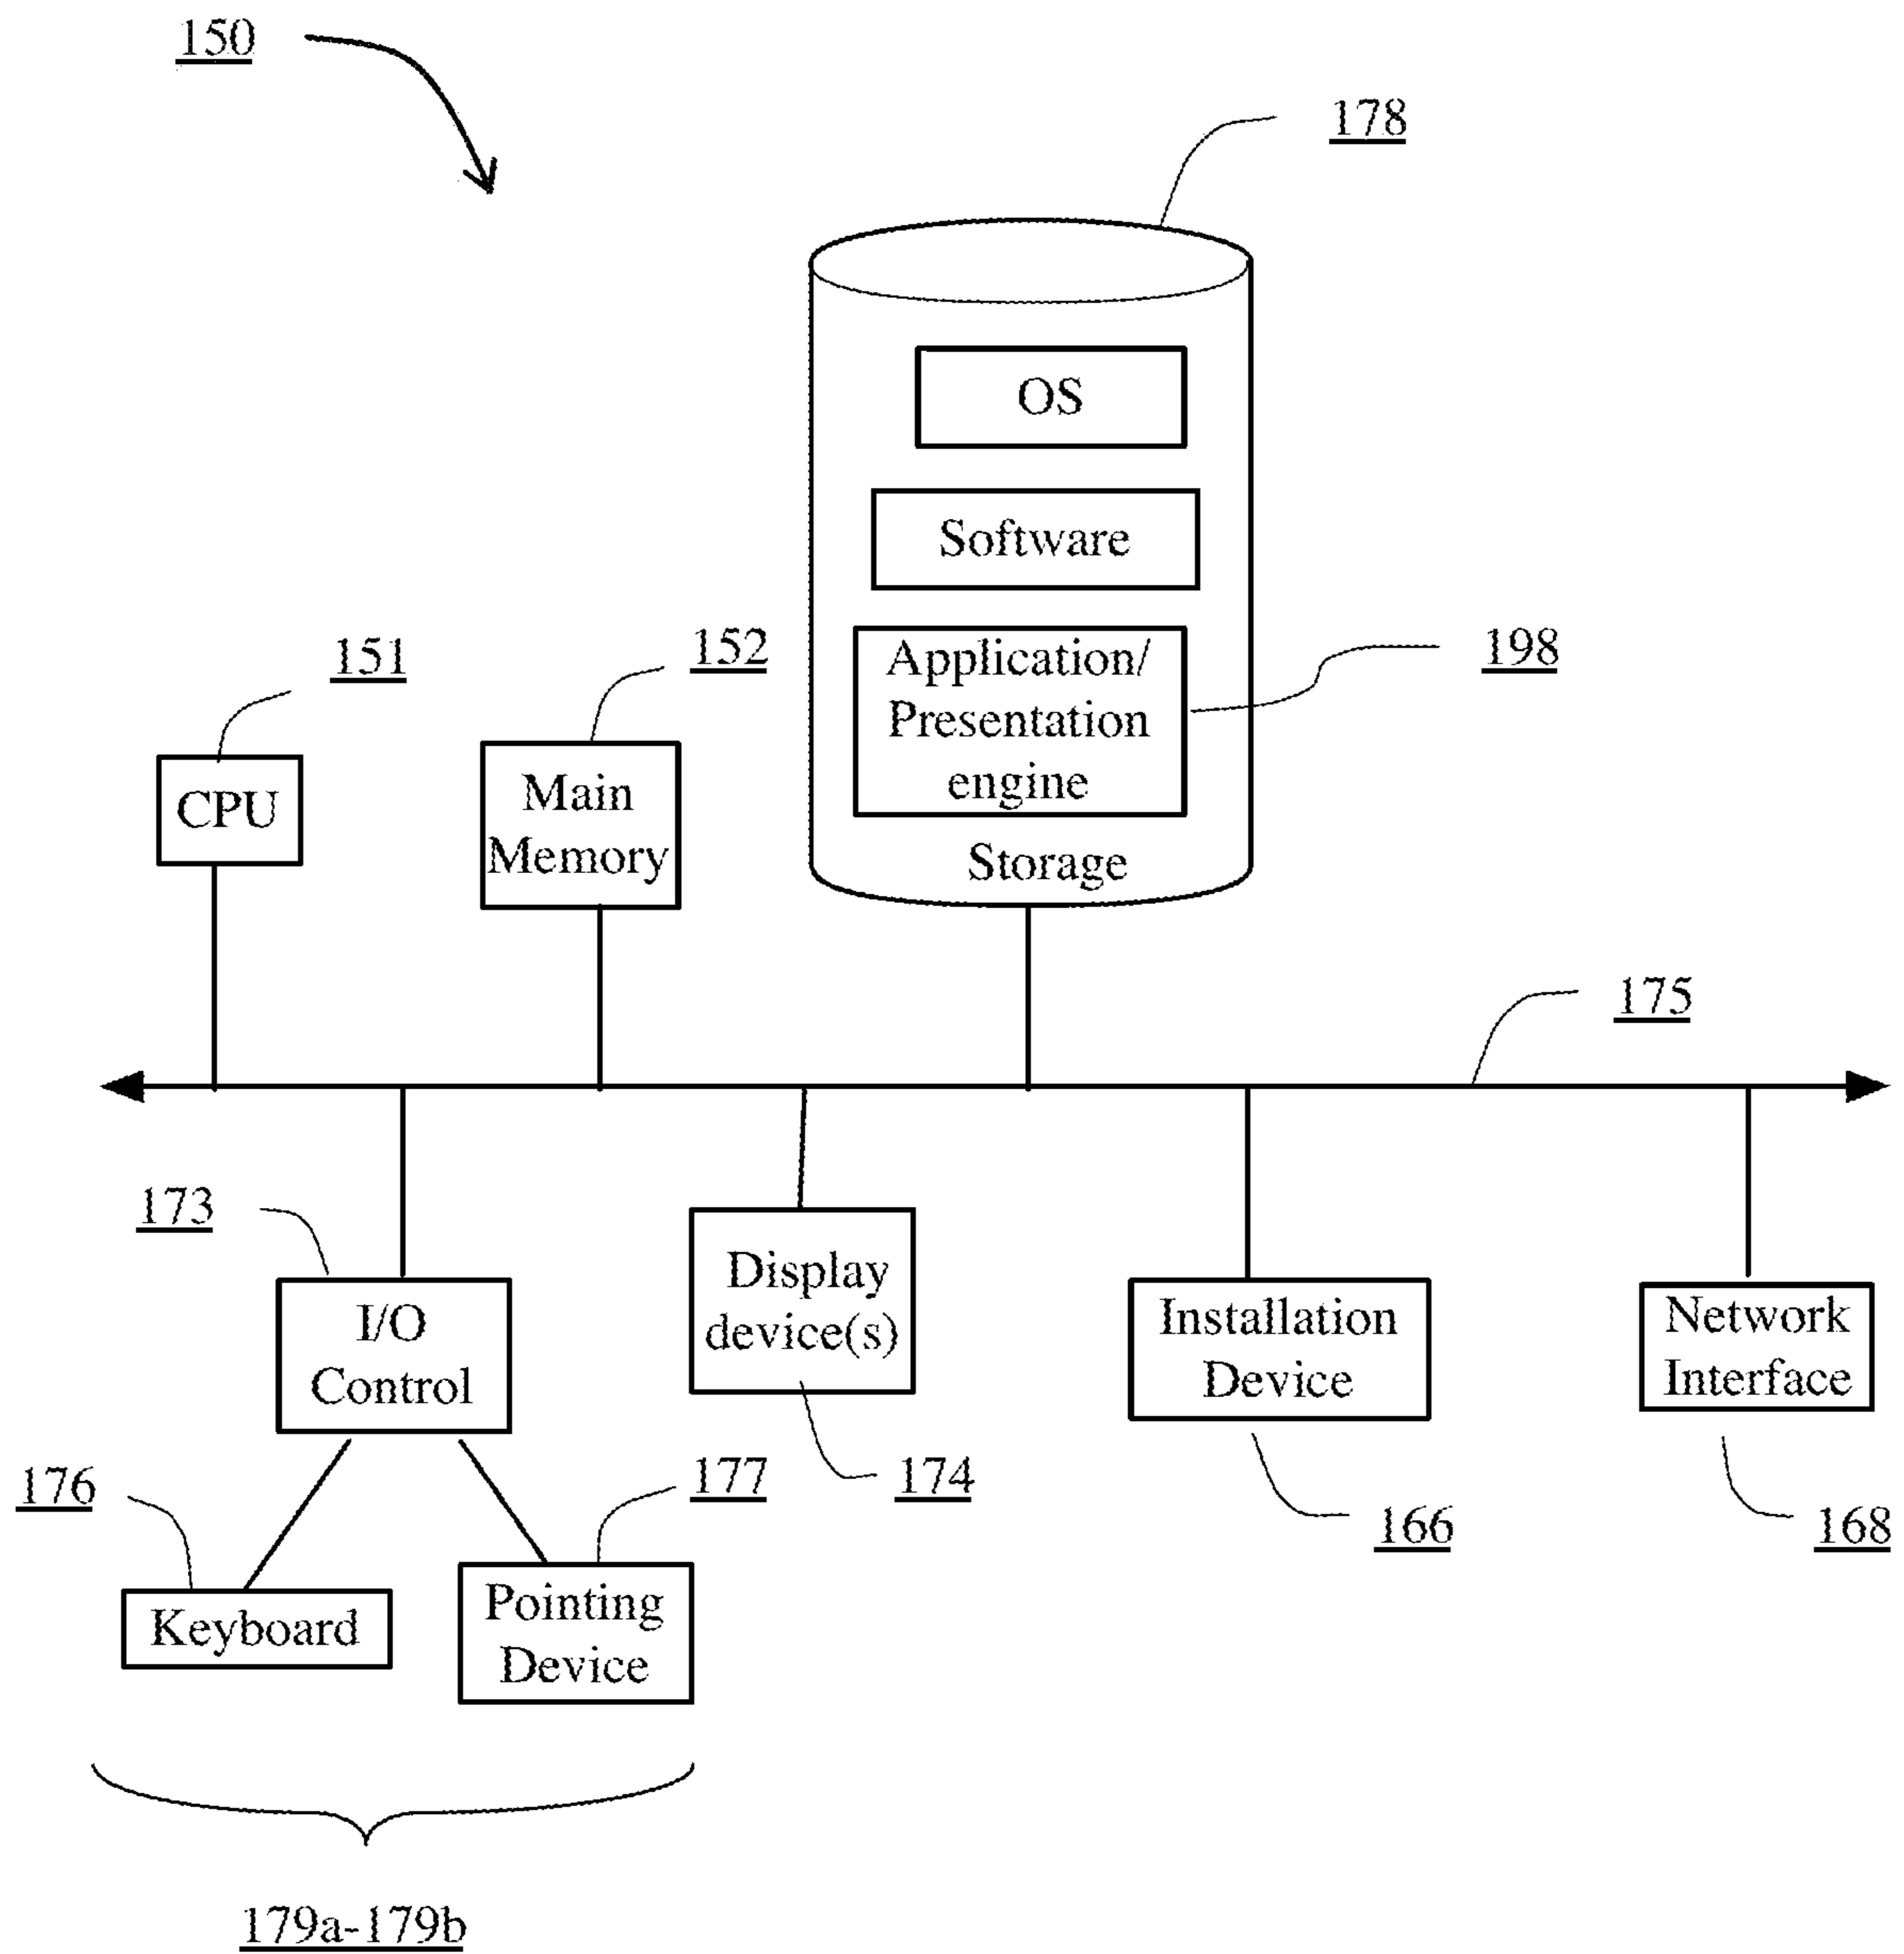 150
178
OS
Software
Application/
Presentation
engine
198
Storage
151
CPU
152
Main
Memory
175
173
I/O
Control
Display
device(s)
174
Installation
Device
166
Network
Interface
168
176
Keyboard
177
Pointing
Device
179a-179b